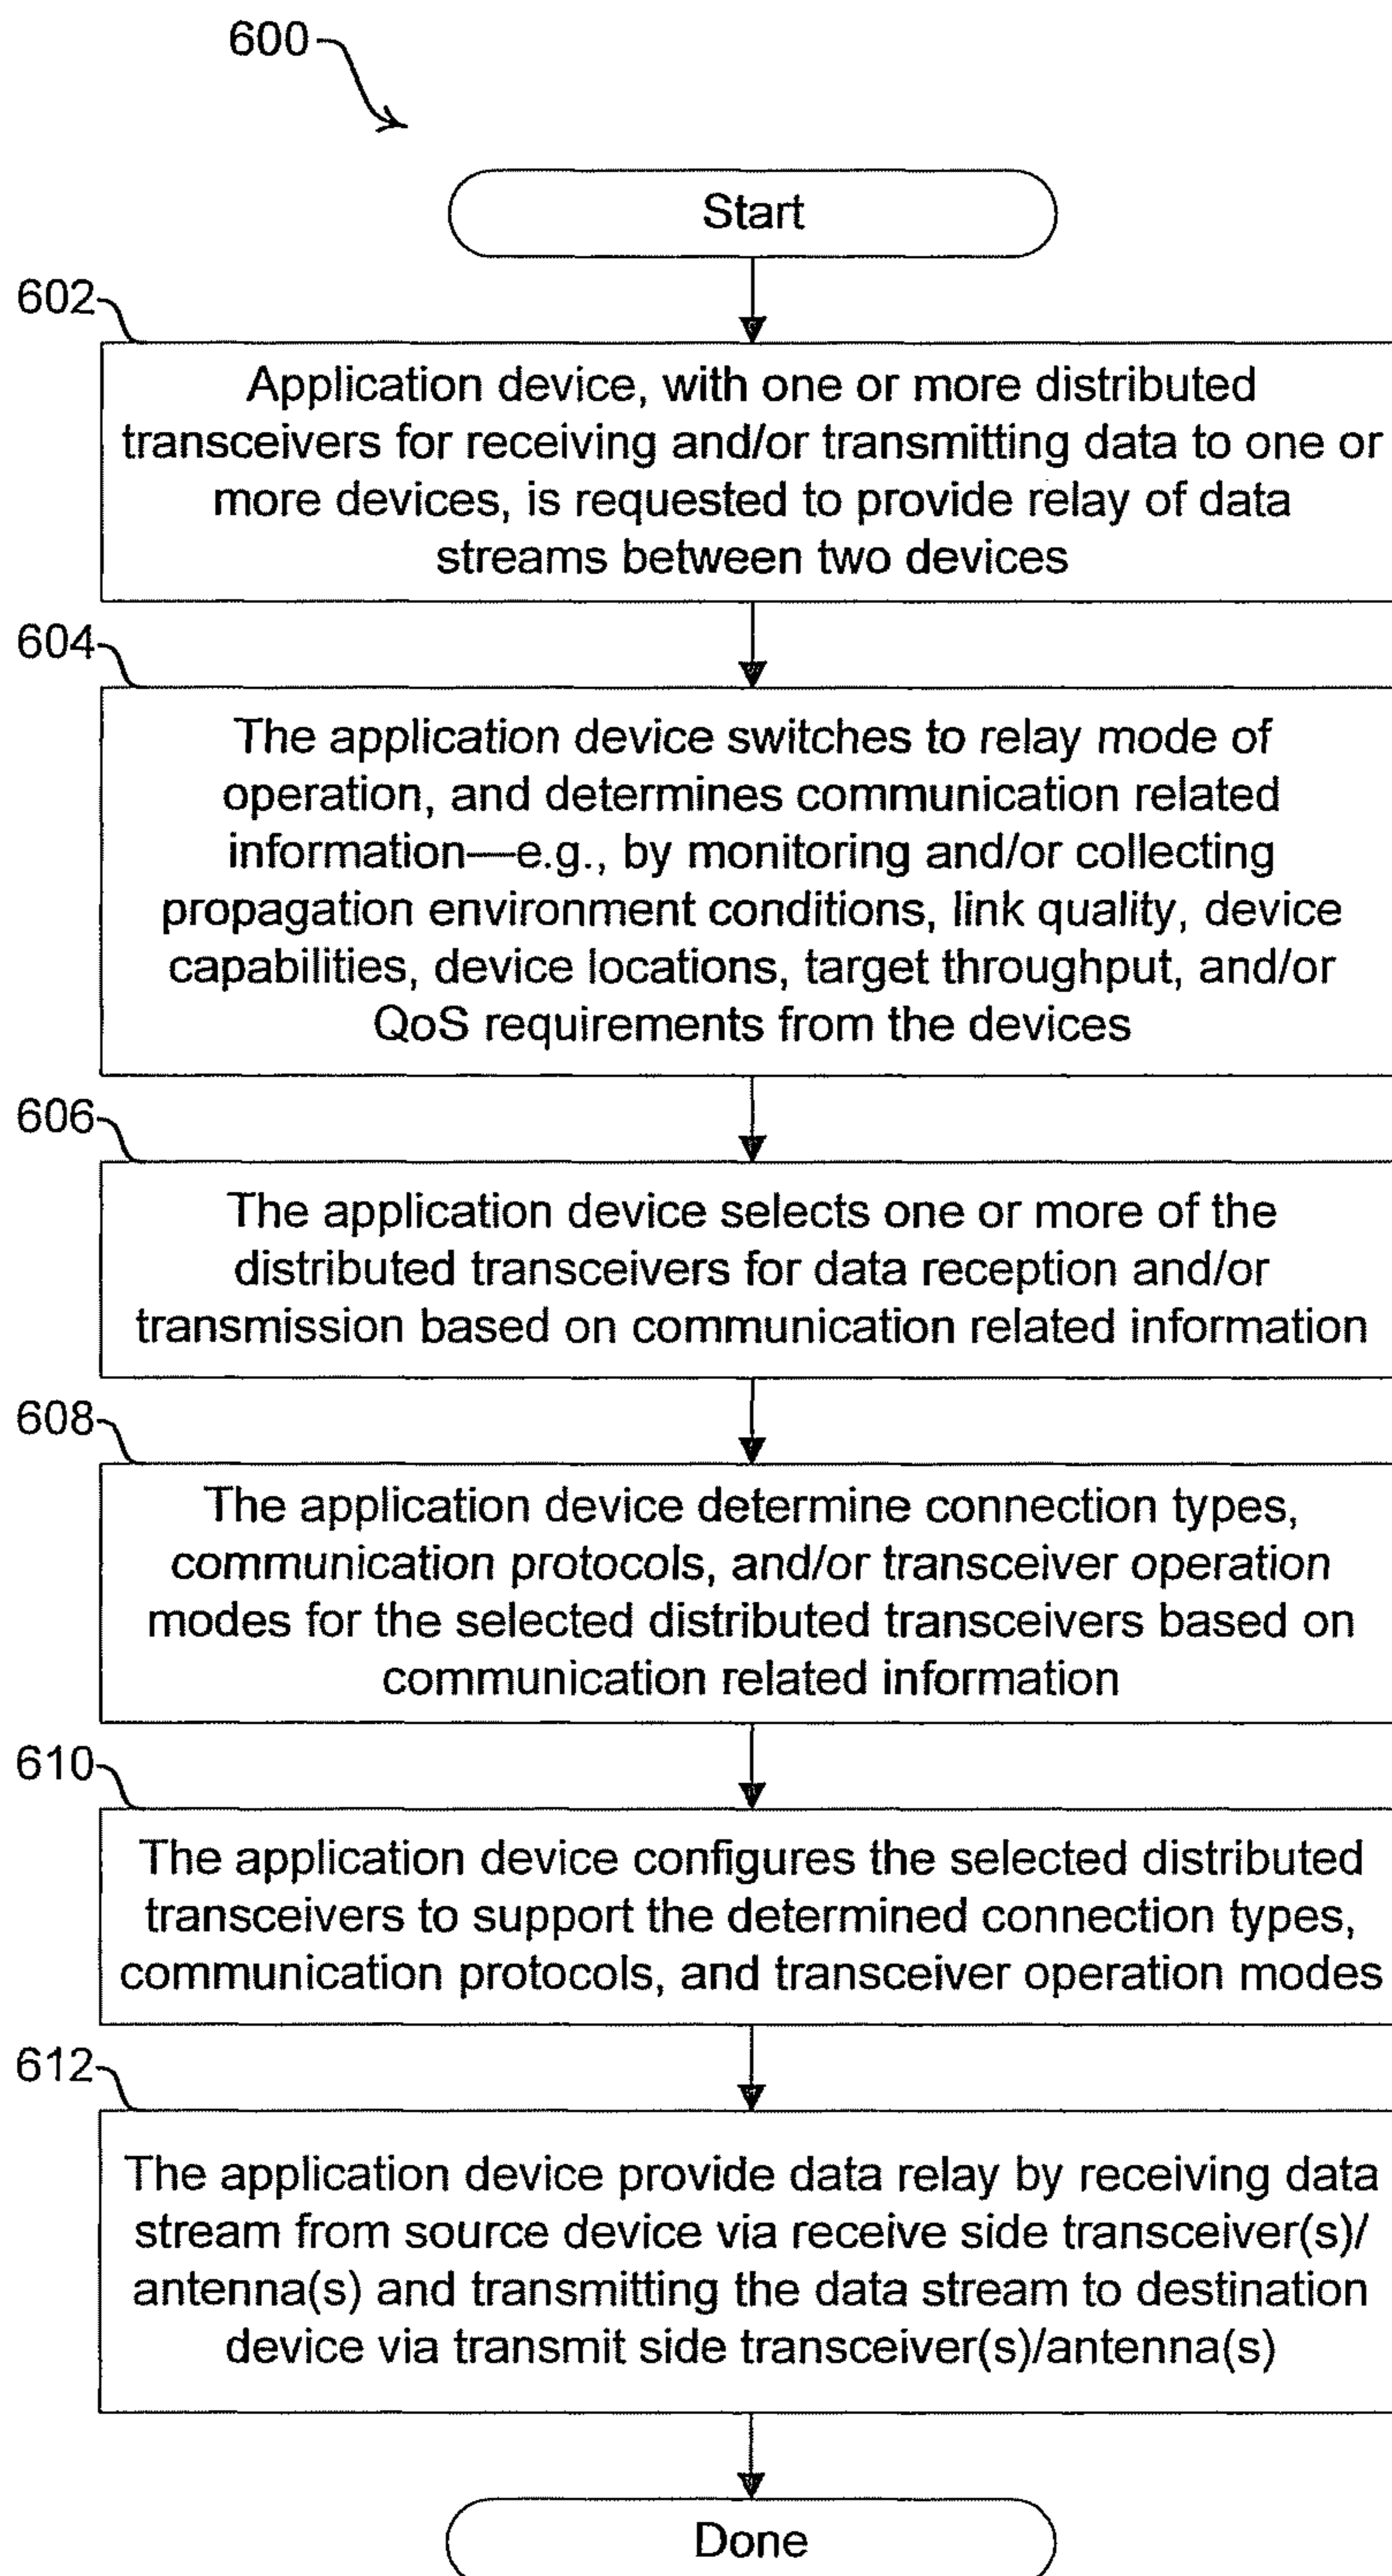 600
Start
602
Application device, with one or more distributed
transceivers for receiving and/or transmitting data to one or
more devices, is requested to provide relay of data
streams between two devices
604
The application device switches to relay mode of
operation, and determines communication related
information—e.g., by monitoring and/or collecting
propagation environment conditions, link quality, device
capabilities, device locations, target throughput, and/or
QoS requirements from the devices
606
The application device selects one or more of the
distributed transceivers for data reception and/or
transmission based on communication related information
608
The application device determine connection types,
communication protocols, and/or transceiver operation
modes for the selected distributed transceivers based on
communication related information
610
The application device configures the selected distributed
transceivers to support the determined connection types,
communication protocols, and transceiver operation modes
612
The application device provide data relay by receiving data
stream from source device via receive side transceiver(s)/
antenna(s) and transmitting the data stream to destination
device via transmit side transceiver(s)/antenna(s)
Done